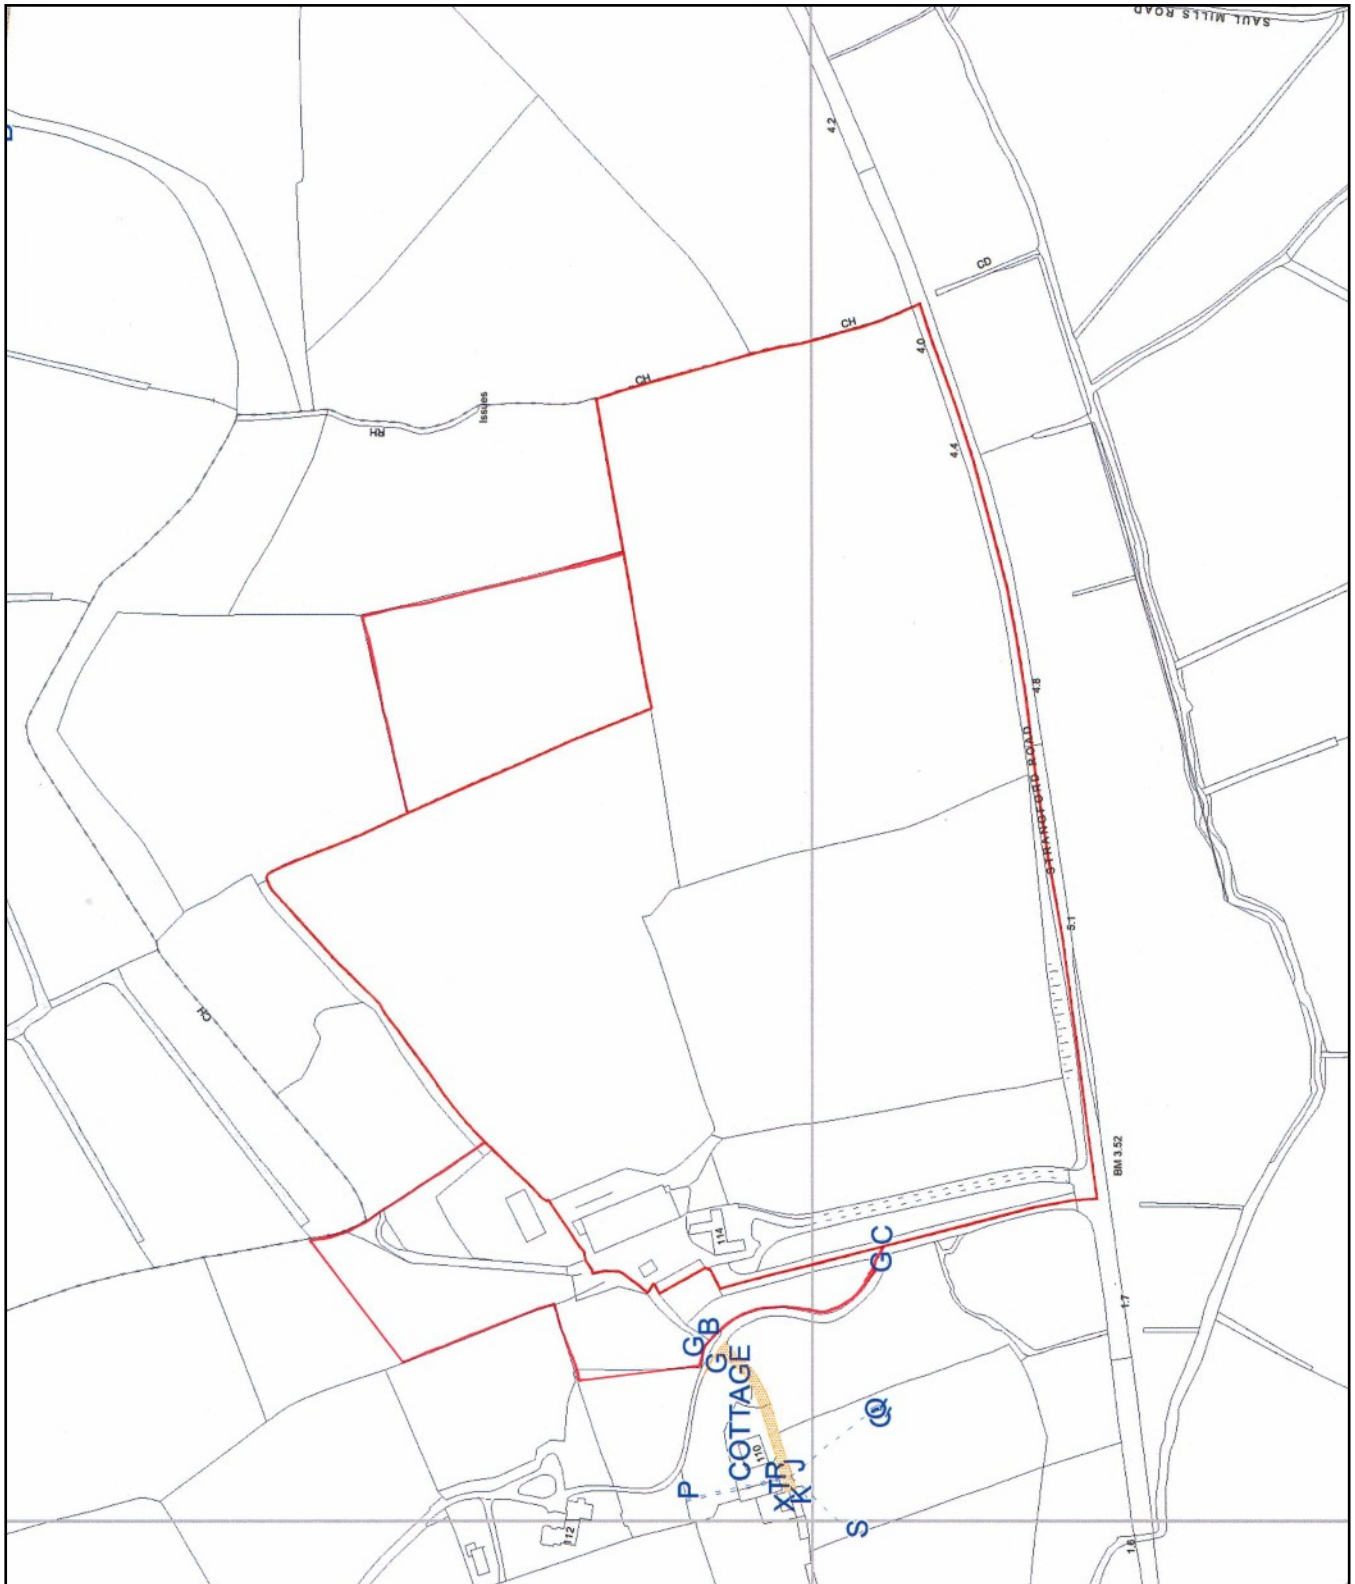 SAUL MILLS ROAD
4.2
CD
CH
4.0
CH
Issues
RH
4.4
4.8
STRANGFORD ROAD
5.1
CH
BM 3.52
114
G C
1.7
G B
G
COTTAGE
Q
110
P
X T R J
K
S
112
1.6